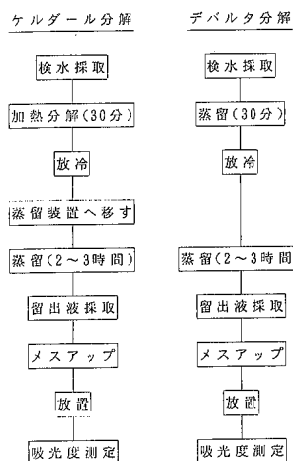 ケルダール分解
検水採取
加熱分解(30分)
放冷
蒸留装置へ移す
蒸留(2〜3時間)
留出液採取
メスアップ
放置
吸光度測定
デバルタ分解
検水採取
蒸留(30分)
放冷
蒸留(2〜3時間
留出液採取
メスアップ
放置
吸光度測定